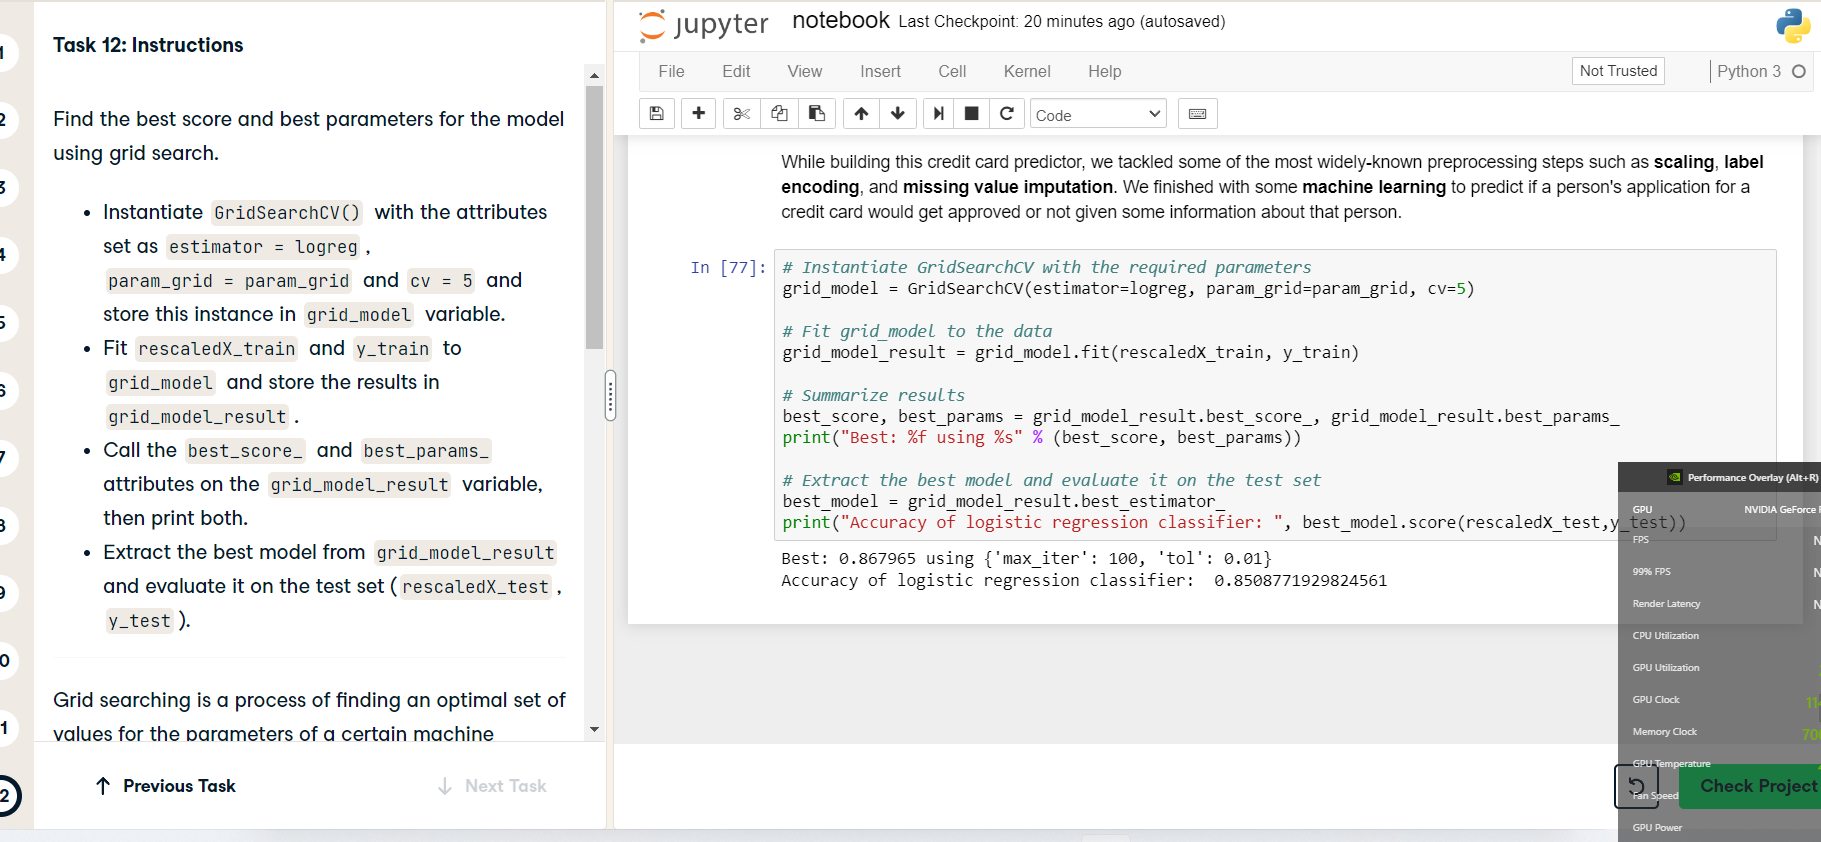 Task 12: Instructions
Find the best score and best parameters for the model
using grid search.
• Instantiate GridSearchCV() with the attributes
set as estimator = logreg ,
param_grid = param_grid and cv = 5 and
store this instance in grid_model variable.
• Fit rescaledX_train and y_train to
grid_model and store the results in
grid_model_result .
• Call the best_score_ and best_params_
attributes on the grid_model_result variable,
then print both.
• Extract the best model from grid_model_result
and evaluate it on the test set ( rescaledX_test ,
y_test ).
Grid searching is a process of finding an optimal set of
values for the parameters of a certain machine
Previous Task
Next Task
1
2
3
4
5
6
7
8
9
0
1
2
jupyter notebook Last Checkpoint: 20 minutes ago (autosaved)
File Edit View Insert Cell Kernel Help
Not Trusted
Python 3
Code
While building this credit card predictor, we tackled some of the most widely-known preprocessing steps such as scaling, label
encoding, and missing value imputation. We finished with some machine learning to predict if a person's application for a
credit card would get approved or not given some information about that person.
In [77]:
# Instantiate GridSearchCV with the required parameters
grid_model = GridSearchCV(estimator=logreg, param_grid=param_grid, cv=5)
# Fit grid_model to the data
grid_model_result = grid_model.fit(rescaledX_train, y_train)
# Summarize results
best_score, best_params = grid_model_result.best_score_, grid_model_result.best_params_
print("Best: %f using %s" % (best_score, best_params))
# Extract the best model and evaluate it on the test set
best_model = grid_model_result.best_estimator_
print("Accuracy of logistic regression classifier: ", best_model.score(rescaledX_test,y_test))
Best: 0.867965 using {'max_iter': 100, 'tol': 0.01}
Accuracy of logistic regression classifier:  0.8508771929824561
Performance Overlay (Alt+R)
GPU NVIDIA GeForce
FPS N
99% FPS N
Render Latency N
CPU Utilization
GPU Utilization
GPU Clock 114
Memory Clock 700
GPU Temperature
Fan Speed
GPU Power
Check Project